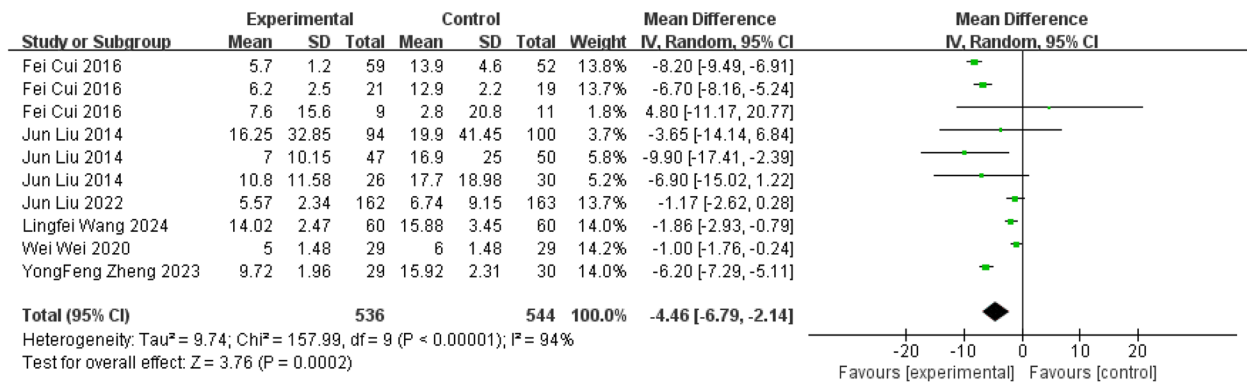 Experimental Control Mean Difference Mean Difference
Study or Subgroup Mean SD Total Mean SD Total Weight IV, Random, 95% CI IV, Random, 95% CI
Fei Cui 2016 5.7 1.2 59 13.9 4.6 52 13.8% -8.20 [-9.49, -6.91]
Fei Cui 2016 6.2 2.5 21 12.9 2.2 19 13.7% -6.70 [-8.16, -5.24]
Fei Cui 2016 7.6 15.6 9 2.8 20.8 11 1.8% 4.80 [-11.17, 20.77]
Jun Liu 2014 16.25 32.85 94 19.9 41.45 100 3.7% -3.65 [-14.14, 6.84]
Jun Liu 2014 7 10.15 47 16.9 25 50 5.8% -9.90 [-17.41, -2.39]
Jun Liu 2014 10.8 11.58 26 17.7 18.98 30 5.2% -6.90 [-15.02, 1.22]
Jun Liu 2022 5.57 2.34 162 6.74 9.15 163 13.7% -1.17 [-2.62, 0.28]
Lingfei Wang 2024 14.02 2.47 60 15.88 3.45 60 14.0% -1.86 [-2.93, -0.79]
Wei Wei 2020 5 1.48 29 6 1.48 29 14.2% -1.00 [-1.76, -0.24]
YongFeng Zheng 2023 9.72 1.96 29 15.92 2.31 30 14.0% -6.20 [-7.29, -5.11]
Total (95% CI) 536 544 100.0% -4.46 [-6.79, -2.14]
Heterogeneity: Tau² = 9.74; Chi² = 157.99, df = 9 (P < 0.00001); I² = 94%
Test for overall effect: Z = 3.76 (P = 0.0002)
-20 -10 0 10 20
Favours [experimental] Favours [control]